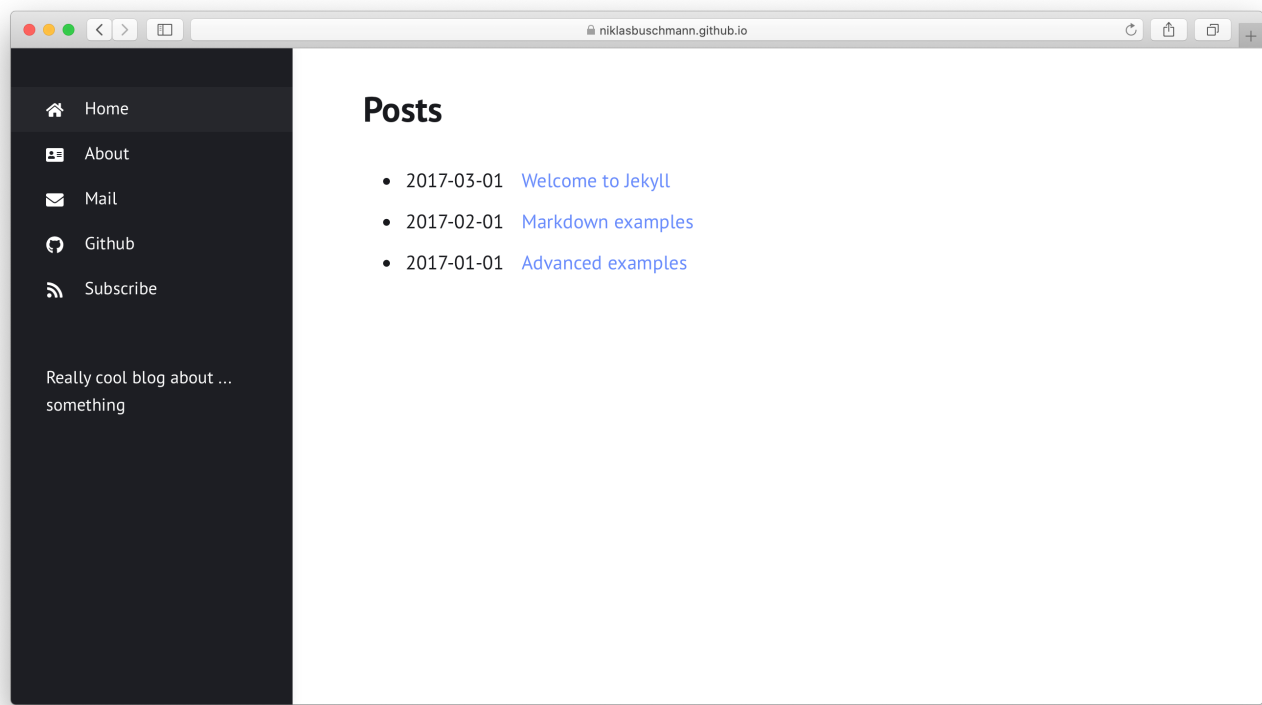 niklasbuschmann.github.io
Home
About
Mail
Github
Subscribe
Really cool blog about ...
something
Posts
2017-03-01 Welcome to Jekyll
2017-02-01 Markdown examples
2017-01-01 Advanced examples